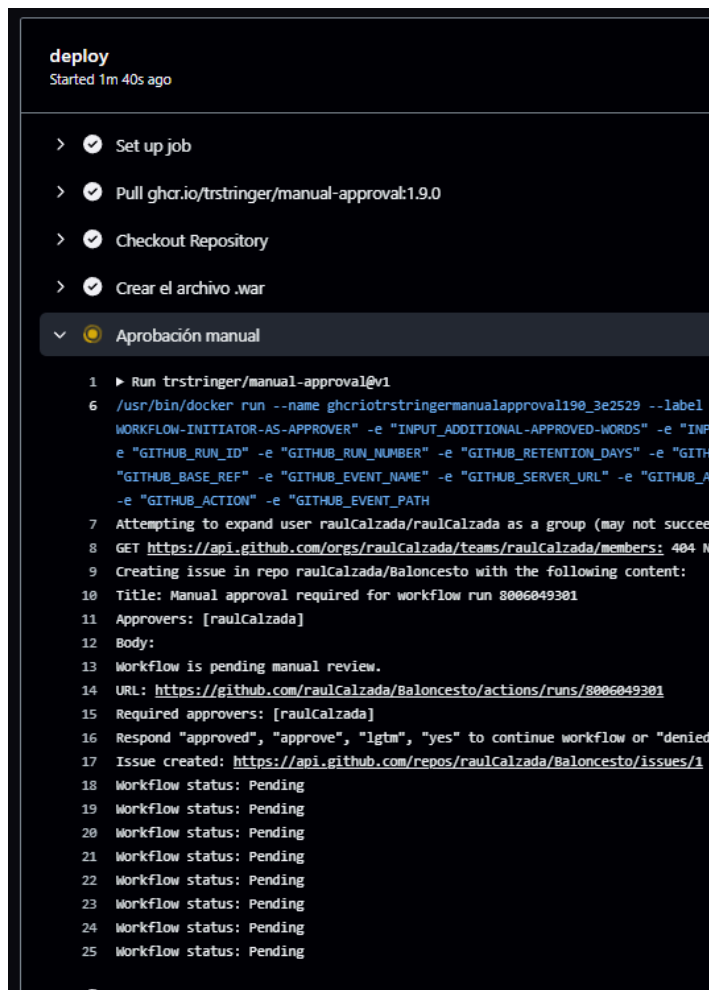 deploy
Started 1m 40s ago
Set up job
Pull ghcr.io/trstringer/manual-approval:1.9.0
Checkout Repository
Crear el archivo .war
Aprobación manual
1 Run trstringer/manual-approval@v1
6 /usr/bin/docker run --name ghcriotrstringermanualapproval190_3e2529 --label
WORKFLOW-INITIATOR-AS-APPROVER" -e "INPUT_ADDITIONAL-APPROVED-WORDS" -e "INP
e "GITHUB_RUN_ID" -e "GITHUB_RUN_NUMBER" -e "GITHUB_RETENTION_DAYS" -e "GITH
"GITHUB_BASE_REF" -e "GITHUB_EVENT_NAME" -e "GITHUB_SERVER_URL" -e "GITHUB_A
-e "GITHUB_ACTION" -e "GITHUB_EVENT_PATH
7 Attempting to expand user raulCalzada/raulCalzada as a group (may not succee
8 GET https://api.github.com/orgs/raulCalzada/teams/raulCalzada/members: 404 N
9 Creating issue in repo raulCalzada/Baloncesto with the following content:
10 Title: Manual approval required for workflow run 8006049301
11 Approvers: [raulCalzada]
12 Body:
13 Workflow is pending manual review.
14 URL: https://github.com/raulCalzada/Baloncesto/actions/runs/8006049301
15 Required approvers: [raulCalzada]
16 Respond "approved", "approve", "lgtm", "yes" to continue workflow or "denied
17 Issue created: https://api.github.com/repos/raulCalzada/Baloncesto/issues/1
18 Workflow status: Pending
19 Workflow status: Pending
20 Workflow status: Pending
21 Workflow status: Pending
22 Workflow status: Pending
23 Workflow status: Pending
24 Workflow status: Pending
25 Workflow status: Pending